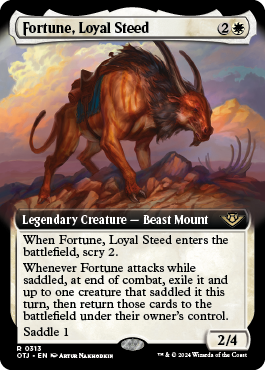 Fortune, Loyal Steed 2
Legendary Creature — Beast Mount
When Fortune, Loyal Steed enters the
battlefield, scry 2.
Whenever Fortune attacks while
saddled, at end of combat, exile it and
up to one creature that saddled it this
turn, then return those cards to the
battlefield under their owner's control.
Saddle 1
2/4
R 0313
OTJ • EN Artur Nakhodkin
™ & © 2024 Wizards of the Coast